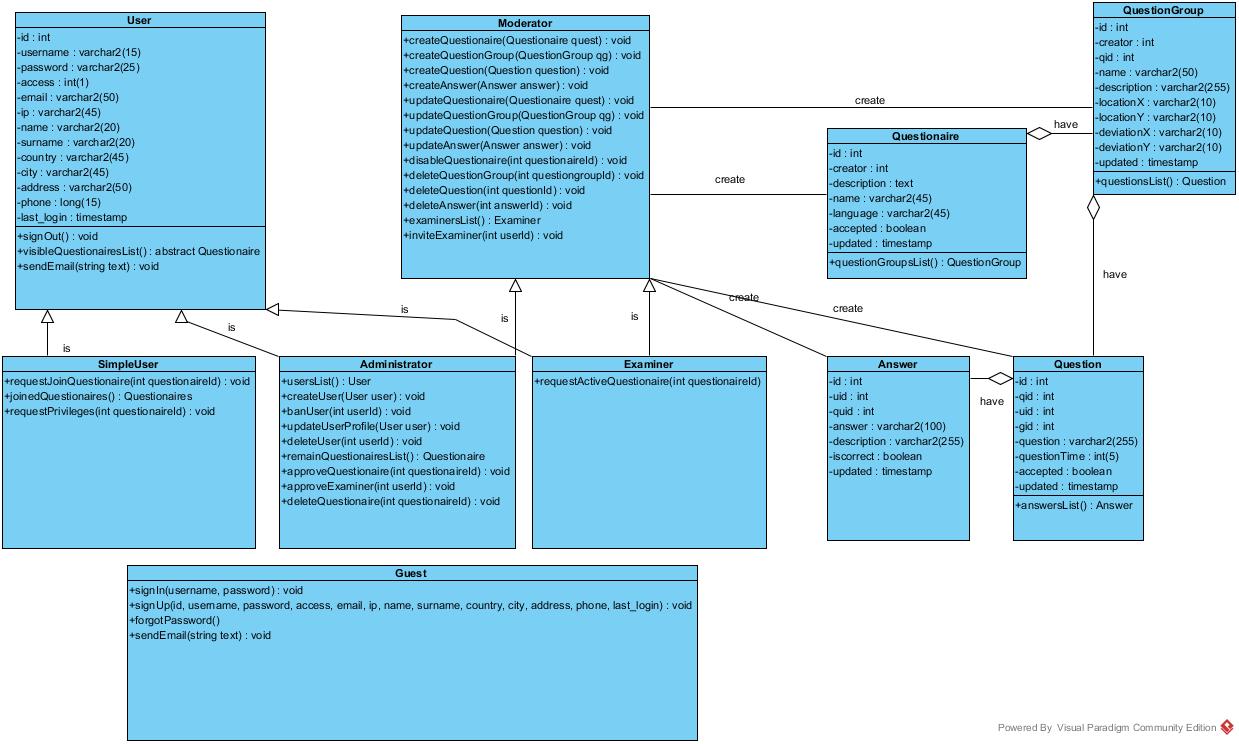 User
-id : int
-username : varchar2(15)
-password : varchar2(25)
-access : int(1)
-email : varchar2(50)
-ip : varchar2(45)
-name : varchar2(20)
-surname : varchar2(20)
-country : varchar2(45)
-city : varchar2(45)
-address : varchar2(50)
-phone : long(15)
-last_login : timestamp
+signOut() : void
+visibleQuestionairesList() : abstract Questionaire
+sendEmail(string text) : void
Moderator
+createQuestionaire(Questionaire quest) : void
+createQuestionGroup(QuestionGroup qg) : void
+createQuestion(Question question) : void
+createAnswer(Answer answer) : void
+updateQuestionaire(Questionaire quest) : void
+updateQuestionGroup(QuestionGroup qg) : void
+updateQuestion(Question question) : void
+updateAnswer(Answer answer) : void
+disableQuestionaire(int questionaireId) : void
+deleteQuestionGroup(int questiongroupId) : void
+deleteQuestion(int questionId) : void
+deleteAnswer(int answerId) : void
+examinersList() : Examiner
+inviteExaminer(int userId) : void
create
create
Questionaire
-id : int
-creator : int
-description : text
-name : varchar2(45)
-language : varchar2(45)
-accepted : boolean
-updated : timestamp
+questionGroupsList() : QuestionGroup
have
QuestionGroup
-id : int
-creator : int
-qid : int
-name : varchar2(50)
-description : varchar2(255)
-locationX : varchar2(10)
-locationY : varchar2(10)
-deviationX : varchar2(10)
-deviationY : varchar2(10)
-updated : timestamp
+questionsList() : Question
have
create
create
is
is
is
is
is
SimpleUser
+requestJoinQuestionaire(int questionaireId) : void
+joinedQuestionaires() : Questionaires
+requestPrivileges(int questionaireId) : void
Administrator
+usersList() : User
+createUser(User user) : void
+banUser(int userId) : void
+updateUserProfile(User user) : void
+deleteUser(int userId) : void
+remainQuestionairesList() : Questionaire
+approveQuestionaire(int questionaireId) : void
+approveExaminer(int userId) : void
+deleteQuestionaire(int questionaireId) : void
Examiner
+requestActiveQuestionaire(int questionaireId)
Answer
-id : int
-uid : int
-quid : int
-answer : varchar2(100)
-description : varchar2(255)
-iscorrect : boolean
-updated : timestamp
have
Question
-id : int
-qid : int
-uid : int
-gid : int
-question : varchar2(255)
-questionTime : int(5)
-accepted : boolean
-updated : timestamp
+answersList() : Answer
Guest
+signIn(username, password) : void
+signUp(id, username, password, access, email, ip, name, surname, country, city, address, phone, last_login) : void
+forgotPassword()
+sendEmail(string text) : void
Powered By Visual Paradigm Community Edition